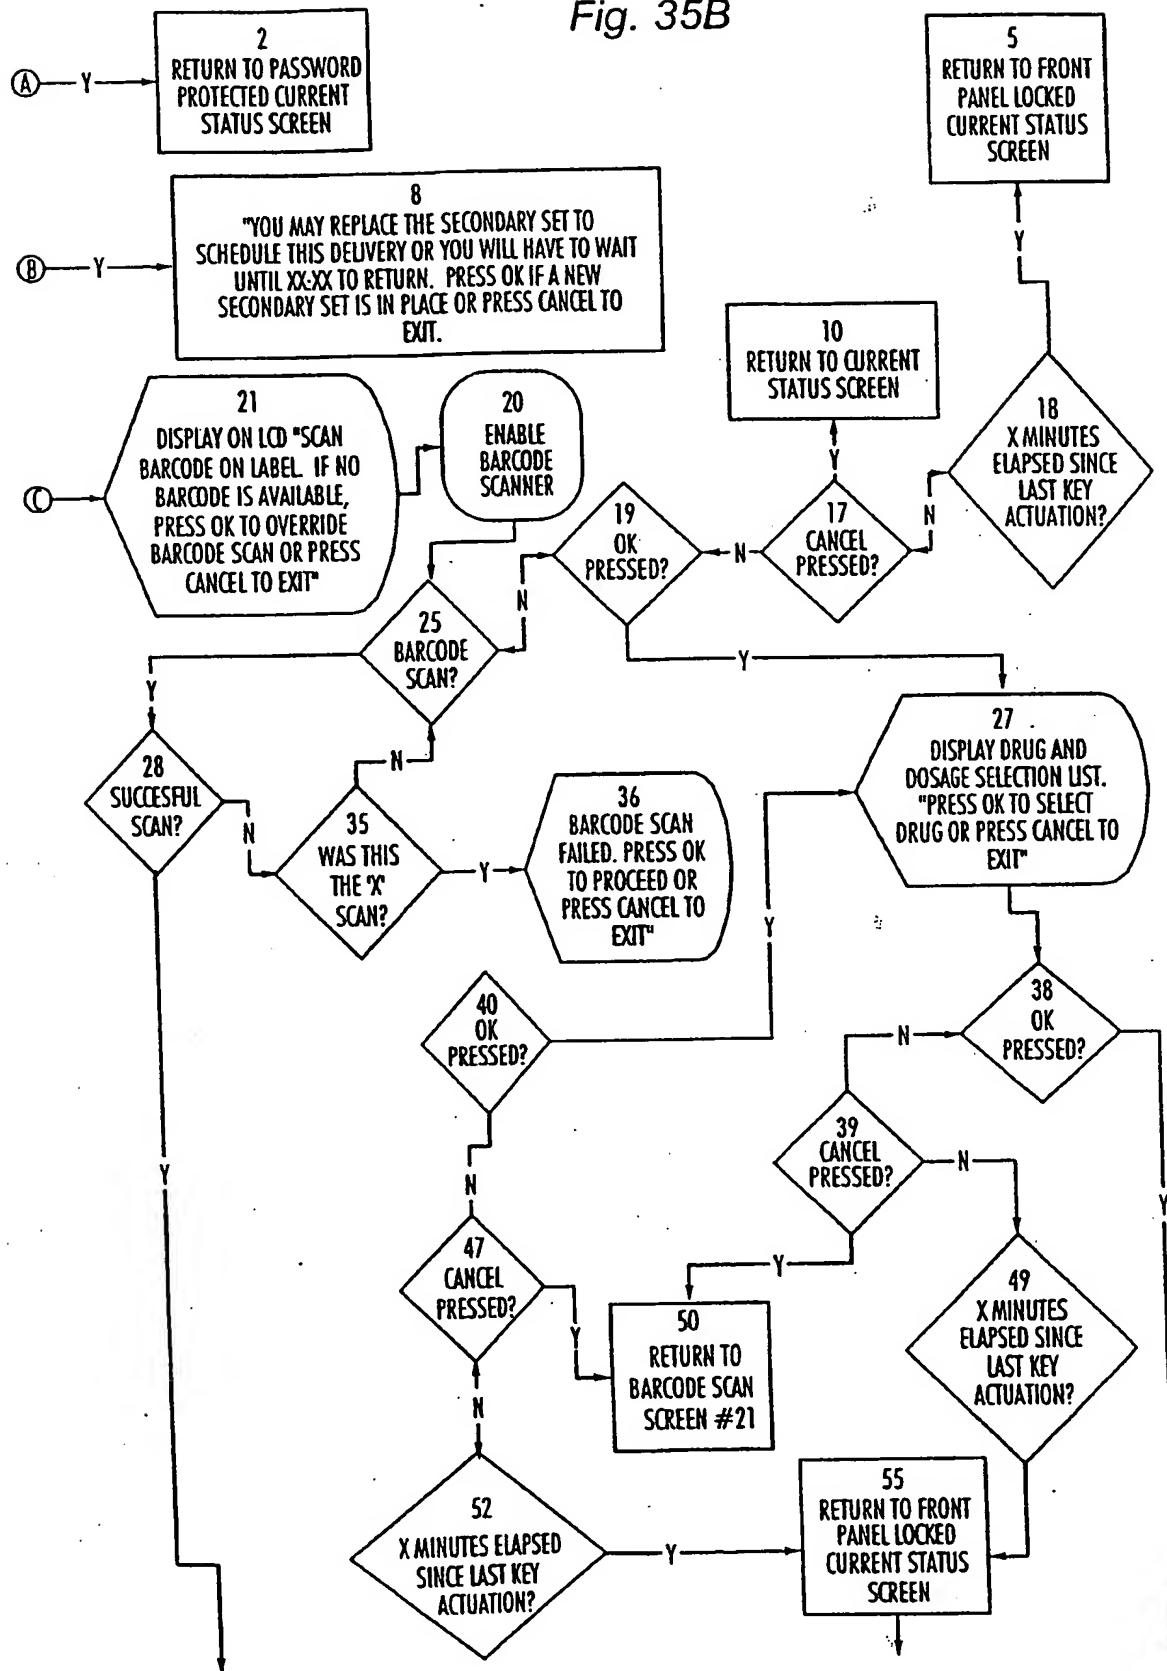 Fig. 35B
A
Y
2
RETURN TO PASSWORD
PROTECTED CURRENT
STATUS SCREEN
5
RETURN TO FRONT
PANEL LOCKED
CURRENT STATUS
SCREEN
Y
B
Y
8
"YOU MAY REPLACE THE SECONDARY SET TO
SCHEDULE THIS DELIVERY OR YOU WILL HAVE TO WAIT
UNTIL XX:XX TO RETURN. PRESS OK IF A NEW
SECONDARY SET IS IN PLACE OR PRESS CANCEL TO
EXIT.
10
RETURN TO CURRENT
STATUS SCREEN
Y
18
X MINUTES
ELAPSED SINCE
LAST KEY
ACTUATION?
N
C
21
DISPLAY ON LCD "SCAN
BARCODE ON LABEL. IF NO
BARCODE IS AVAILABLE,
PRESS OK TO OVERRIDE
BARCODE SCAN OR PRESS
CANCEL TO EXIT"
20
ENABLE
BARCODE
SCANNER
19
OK
PRESSED?
N
17
CANCEL
PRESSED?
N
Y
25
BARCODE
SCAN?
Y
N
28
SUCCESFUL
SCAN?
N
35
WAS THIS
THE 'X'
SCAN?
Y
36
BARCODE SCAN
FAILED. PRESS OK
TO PROCEED OR
PRESS CANCEL TO
EXIT"
27
DISPLAY DRUG AND
DOSAGE SELECTION LIST.
"PRESS OK TO SELECT
DRUG OR PRESS CANCEL TO
EXIT"
Y
40
OK
PRESSED?
38
OK
PRESSED?
N
39
CANCEL
PRESSED?
N
Y
Y
N
47
CANCEL
PRESSED?
Y
Y
50
RETURN TO
BARCODE SCAN
SCREEN #21
49
X MINUTES
ELAPSED SINCE
LAST KEY
ACTUATION?
N
52
X MINUTES ELAPSED
SINCE LAST KEY
ACTUATION?
Y
55
RETURN TO FRONT
PANEL LOCKED
CURRENT STATUS
SCREEN